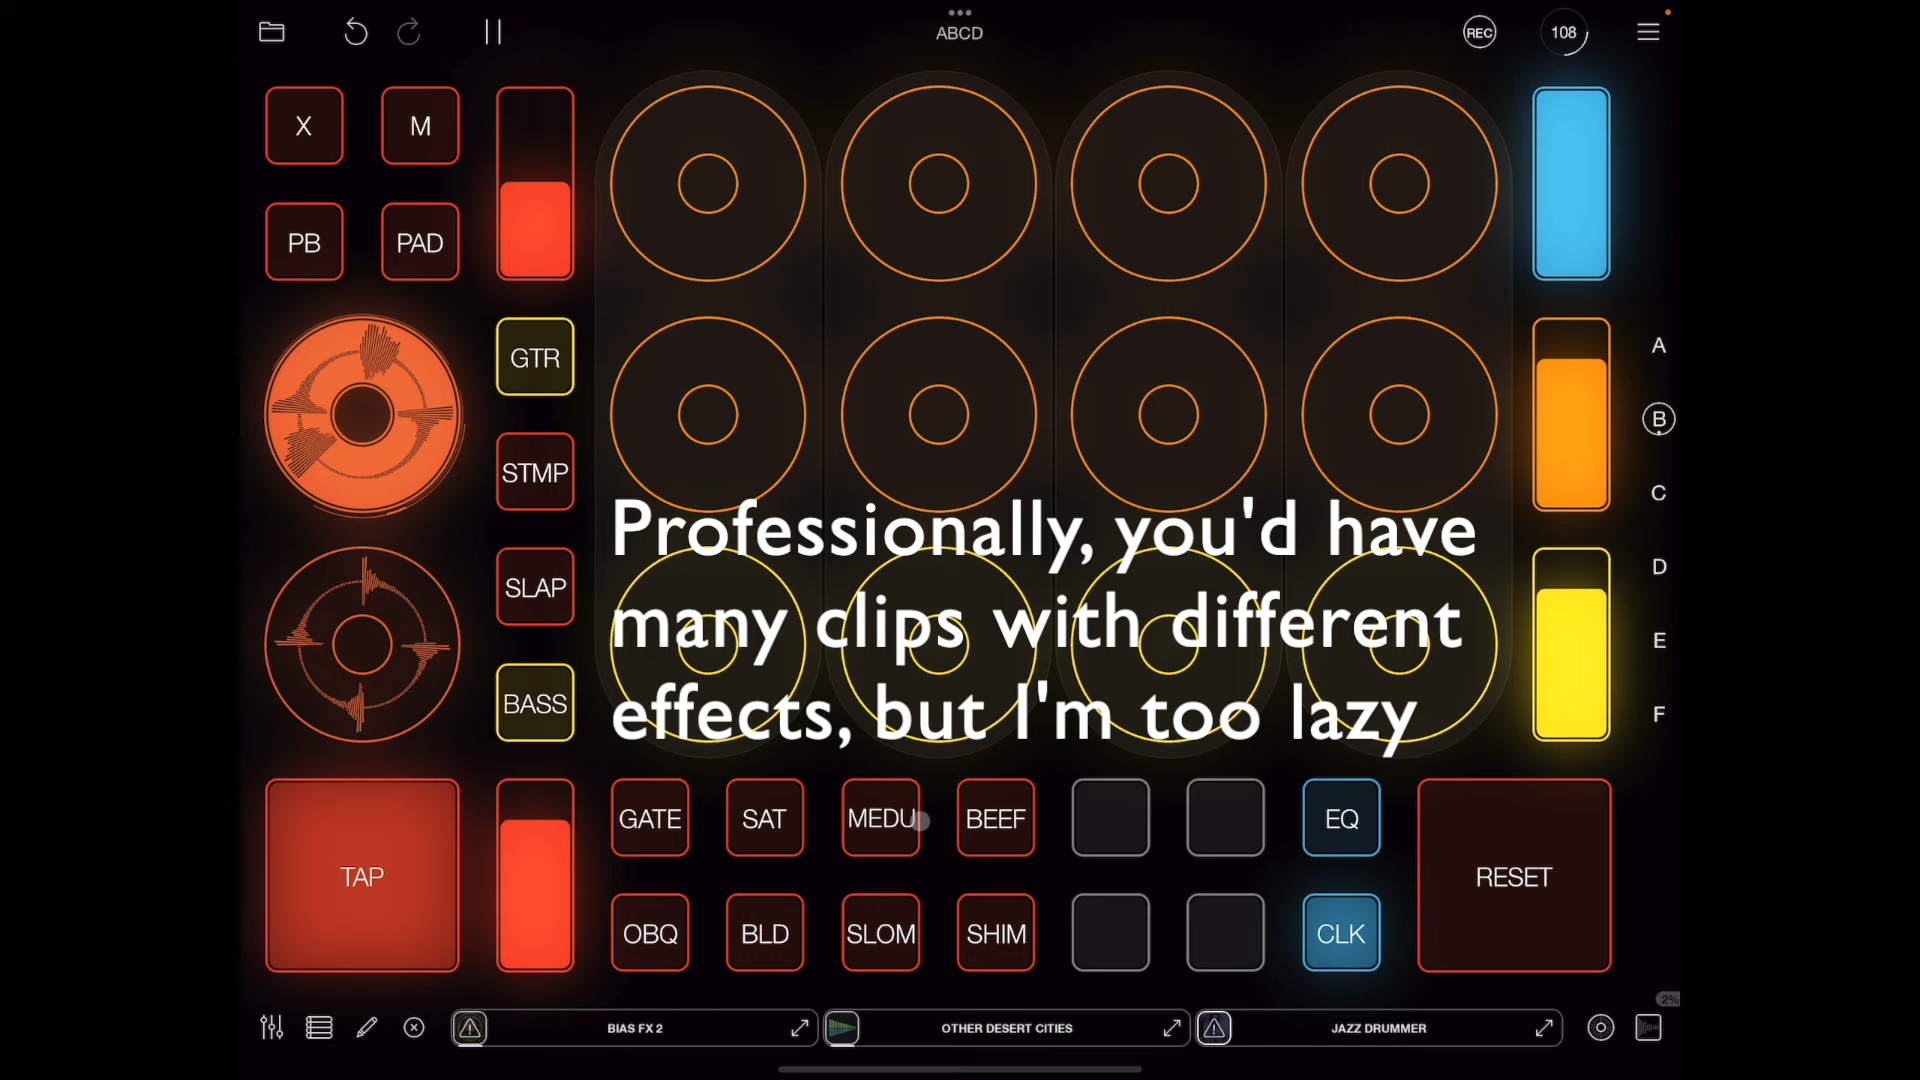 ABCD
REC
108
X
M
PB
PAD
GTR
STMP
SLAP
BASS
A
B
C
D
E
F
Professionally, you'd have
many clips with different
effects, but I'm too lazy
TAP
GATE
SAT
MEDU
BEEF
EQ
RESET
OBQ
BLD
SLOM
SHIM
CLK
2%
BIAS FX 2
OTHER DESERT CITIES
JAZZ DRUMMER